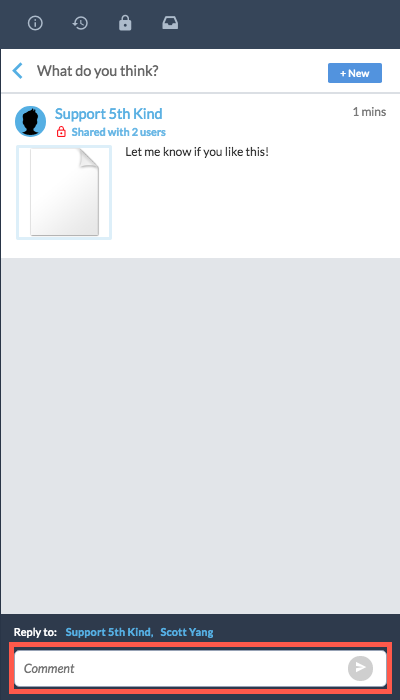 What do you think?
+ New
Support 5th Kind
1 mins
Shared with 2 users
Let me know if you like this!
Reply to: Support 5th Kind, Scott Yang
Comment